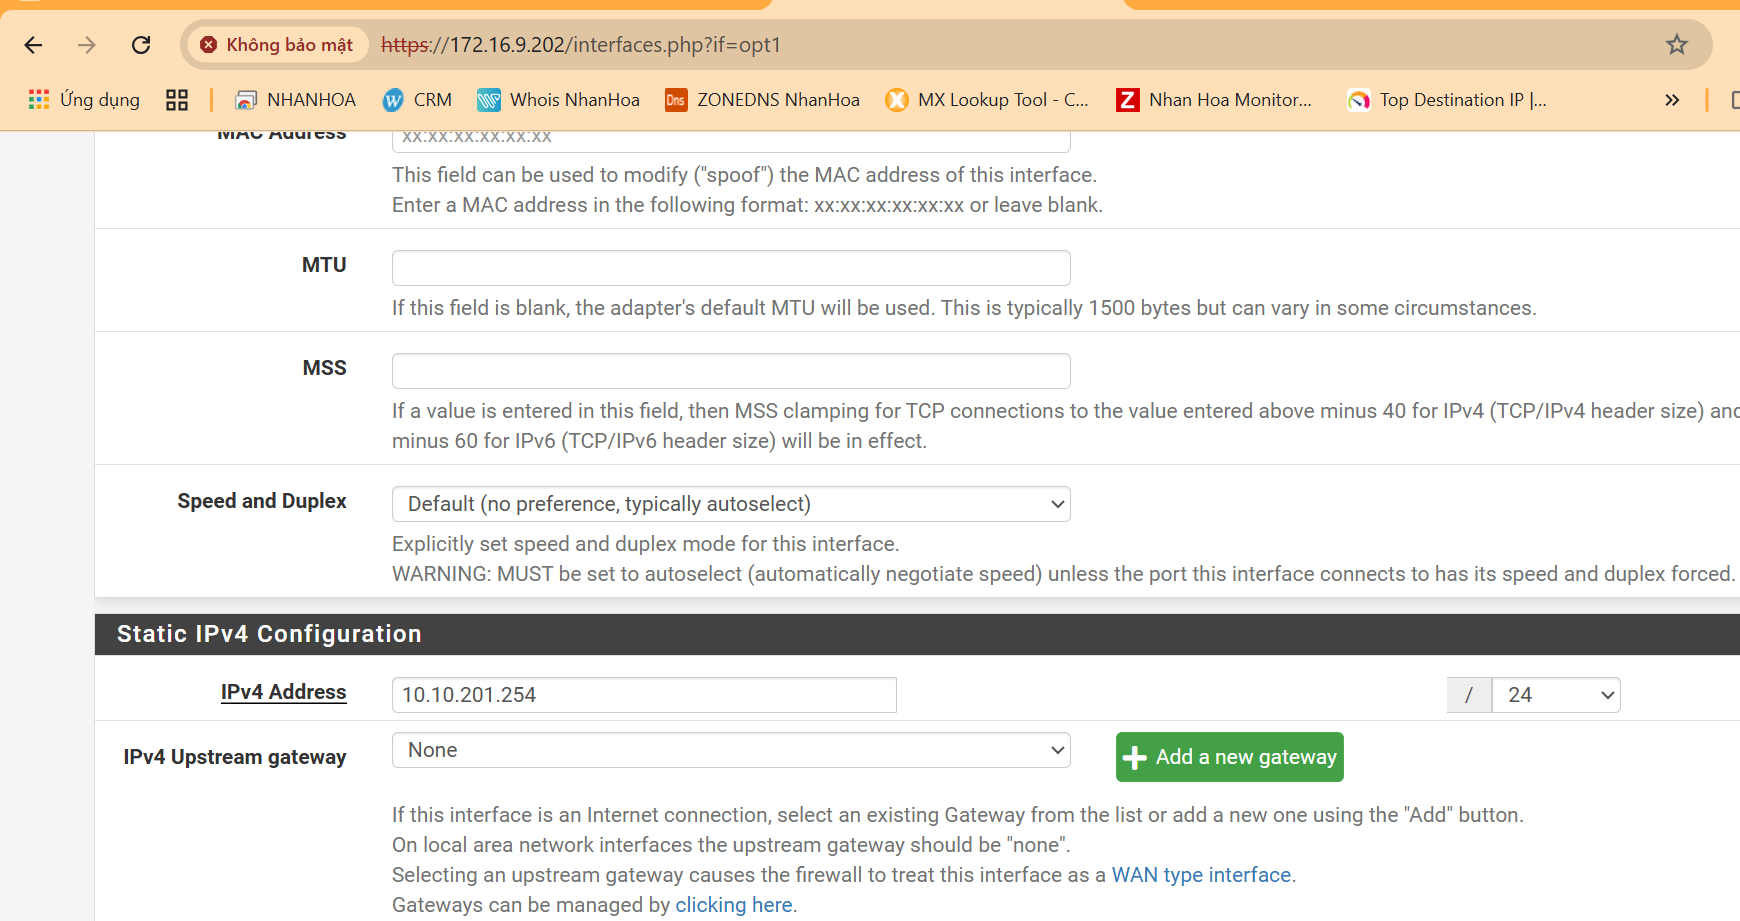 Không bảo mật https://172.16.9.202/interfaces.php?if=opt1
Ứng dụng NHANHOA CRM Whois NhanHoa Dns ZONEDNS NhanHoa MX Lookup Tool - C... Z Nhan Hoa Monitor... Top Destination IP |...
MAC Address xx:xx:xx:xx:xx:xx
This field can be used to modify ("spoof") the MAC address of this interface.
Enter a MAC address in the following format: xx:xx:xx:xx:xx:xx or leave blank.
MTU
If this field is blank, the adapter's default MTU will be used. This is typically 1500 bytes but can vary in some circumstances.
MSS
If a value is entered in this field, then MSS clamping for TCP connections to the value entered above minus 40 for IPv4 (TCP/IPv4 header size) and
minus 60 for IPv6 (TCP/IPv6 header size) will be in effect.
Speed and Duplex Default (no preference, typically autoselect)
Explicitly set speed and duplex mode for this interface.
WARNING: MUST be set to autoselect (automatically negotiate speed) unless the port this interface connects to has its speed and duplex forced.
Static IPv4 Configuration
IPv4 Address 10.10.201.254 / 24
IPv4 Upstream gateway None Add a new gateway
If this interface is an Internet connection, select an existing Gateway from the list or add a new one using the "Add" button.
On local area network interfaces the upstream gateway should be "none".
Selecting an upstream gateway causes the firewall to treat this interface as a WAN type interface.
Gateways can be managed by clicking here.